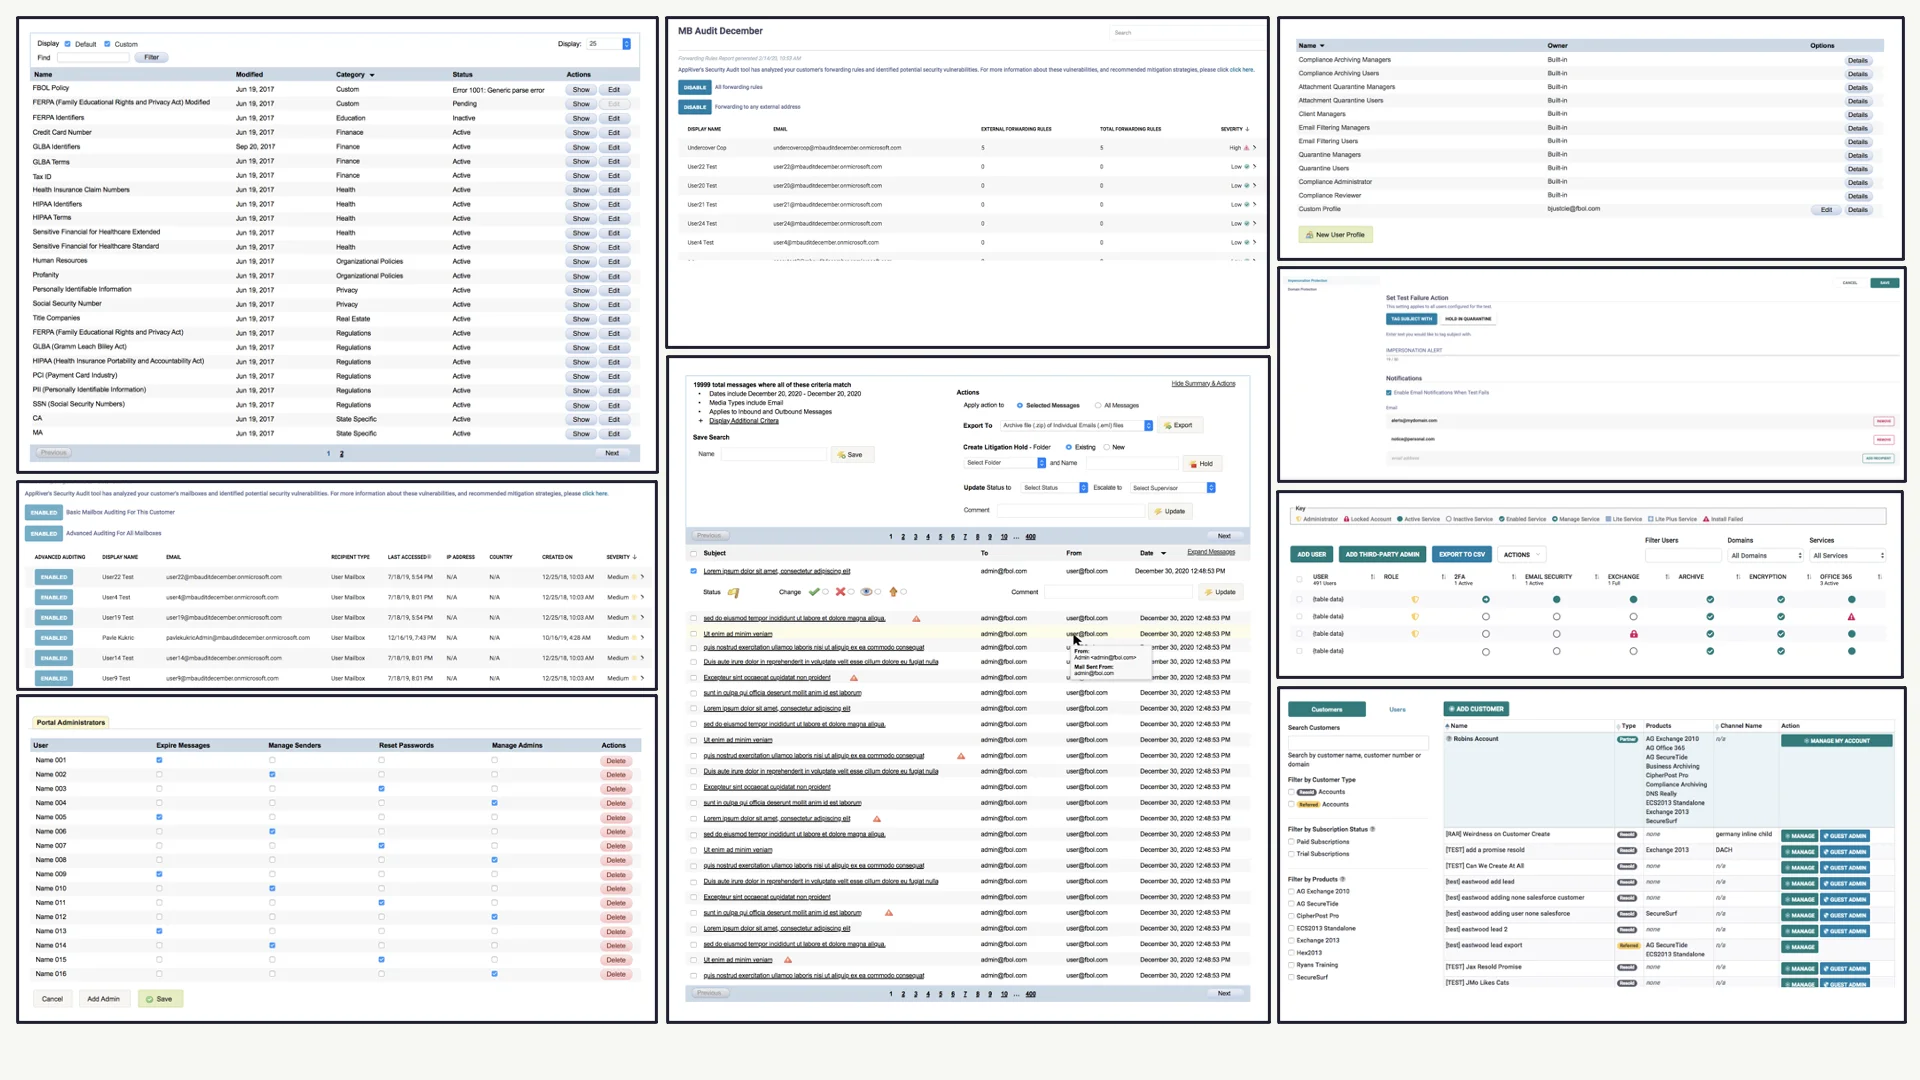 Display Default Custom Display: 25
Find Filter
Name Modified Category Status Actions
FBOL Policy Jun 19, 2017 Custom Error 1001: Generic parse error Show Edit
FERPA (Family Educational Rights and Privacy Act) Modified Jun 19, 2017 Custom Pending Show Edit
FERPA Identifiers Jun 19, 2017 Education Inactive Show Edit
Credit Card Number Jun 19, 2017 Finanace Active Show Edit
GLBA Identifiers Sep 20, 2017 Finance Active Show Edit
GLBA Terms Jun 19, 2017 Finance Active Show Edit
Tax ID Jun 19, 2017 Finance Active Show Edit
Health Insurance Claim Numbers Jun 19, 2017 Health Active Show Edit
HIPAA Identifiers Jun 19, 2017 Health Active Show Edit
HIPAA Terms Jun 19, 2017 Health Active Show Edit
Sensitive Financial for Healthcare Extended Jun 19, 2017 Health Active Show Edit
Sensitive Financial for Healthcare Standard Jun 19, 2017 Health Active Show Edit
Human Resources Jun 19, 2017 Organizational Policies Active Show Edit
Profanity Jun 19, 2017 Organizational Policies Active Show Edit
Personally Identifiable Information Jun 19, 2017 Privacy Active Show Edit
Social Security Number Jun 19, 2017 Privacy Active Show Edit
Title Companies Jun 19, 2017 Real Estate Active Show Edit
FERPA (Family Educational Rights and Privacy Act) Jun 19, 2017 Regulations Active Show Edit
GLBA (Gramm Leach Bliley Act) Jun 19, 2017 Regulations Active Show Edit
HIPAA (Health Insurance Portability and Accountability Act) Jun 19, 2017 Regulations Active Show Edit
PCI (Payment Card Industry) Jun 19, 2017 Regulations Active Show Edit
PII (Personally Identifiable Information) Jun 19, 2017 Regulations Active Show Edit
SSN (Social Security Numbers) Jun 19, 2017 Regulations Active Show Edit
CA Jun 19, 2017 State Specific Active Show Edit
MA Jun 19, 2017 State Specific Active Show Edit
Previous 1 2 Next
AppRiver's Security Audit tool has analyzed your customer's mailboxes and identified potential security vulnerabilities. For more information about these vulnerabilities, and recommended mitigation strategies, please click here.
ENABLED Basic Mailbox Auditing For This Customer
ENABLED Advanced Auditing For All Mailboxes
ADVANCED AUDITING DISPLAY NAME EMAIL RECIPIENT TYPE LAST ACCESSED IP ADDRESS COUNTRY CREATED ON SEVERITY
ENABLED User22 Test user22@mbauditdecember.onmicrosoft.com User Mailbox 7/18/19, 5:54 PM N/A N/A 12/25/18, 10:03 AM Medium
ENABLED User4 Test user4@mbauditdecember.onmicrosoft.com User Mailbox 7/18/19, 8:01 PM N/A N/A 12/25/18, 10:03 AM Medium
ENABLED User19 Test user19@mbauditdecember.onmicrosoft.com User Mailbox 7/18/19, 5:54 PM N/A N/A 12/25/18, 10:03 AM Medium
ENABLED Pavle Kukric pavlekukricAdmin@mbauditdecember.onmicrosoft.com User Mailbox 12/16/19, 7:43 PM N/A N/A 10/16/19, 4:26 AM Medium
ENABLED User14 Test user14@mbauditdecember.onmicrosoft.com User Mailbox 7/18/19, 8:01 PM N/A N/A 12/25/18, 10:03 AM Medium
ENABLED User9 Test user9@mbauditdecember.onmicrosoft.com User Mailbox 7/18/19, 8:01 PM N/A N/A 12/25/18, 10:03 AM Medium
Portal Administrators
User Expire Messages Manage Senders Reset Passwords Manage Admins Actions
Name 001 Delete
Name 002 Delete
Name 003 Delete
Name 004 Delete
Name 005 Delete
Name 006 Delete
Name 007 Delete
Name 008 Delete
Name 009 Delete
Name 010 Delete
Name 011 Delete
Name 012 Delete
Name 013 Delete
Name 014 Delete
Name 015 Delete
Name 016 Delete
Cancel Add Admin Save
MB Audit December Search
Forwarding Rules Report generated 2/14/20, 10:53 AM
AppRiver's Security Audit tool has analyzed your customer's forwarding rules and identified potential security vulnerabilities. For more information about these vulnerabilities, and recommended mitigation strategies, please click click here.
DISABLE All forwarding rules
DISABLE Forwarding to any external address
DISPLAY NAME EMAIL EXTERNAL FORWARDING RULES TOTAL FORWARDING RULES SEVERITY
Undercover Cop undercovercop@mbauditdecember.onmicrosoft.com 5 5 High
User22 Test user22@mbauditdecember.onmicrosoft.com 0 0 Low
User20 Test user20@mbauditdecember.onmicrosoft.com 0 0 Low
User21 Test user21@mbauditdecember.onmicrosoft.com 0 0 Low
User24 Test user24@mbauditdecember.onmicrosoft.com 0 0 Low
User4 Test user4@mbauditdecember.onmicrosoft.com 0 0 Low
19999 total messages where all of these criteria match Hide Summary & Actions
• Dates include December 20, 2020 - December 20, 2020
• Media Types include Email
• Applies to Inbound and Outbound Messages
+ Display Additional Critera
Save Search
Name Save
Actions
Apply action to Selected Messages All Messages
Export To Archive file (.zip) of Individual Emails (.eml) files Export
Create Litigation Hold - Folder Existing New
Select Folder and Name Hold
Update Status to Select Status Escalate to Select Supervisor
Comment Update
Previous 1 2 3 4 5 6 7 8 9 10 ... 400 Next
Subject To From Date Expand Messages
Lorem ipsum dolor sit amet, consectetur adipiscing elit admin@fbol.com user@fbol.com December 30, 2020 12:48:53 PM
Status Change Comment Update
sed do eiusmod tempor incididunt ut labore et dolore magna aliqua. admin@fbol.com user@fbol.com December 30, 2020 12:48:53 PM
Ut enim ad minim veniam admin@fbol.com user@fbol.com December 30, 2020 12:48:53 PM
quis nostrud exercitation ullamco laboris nisi ut aliquip ex ea commodo consequat admin@fbol.com user@fbol.com December 30, 2020 12:48:53 PM
From:
Admin <admin@fbol.com>
Mail Sent From:
admin@fbol.com
Duis aute irure dolor in reprehenderit in voluptate velit esse cillum dolore eu fugiat nulla admin@fbol.com December 30, 2020 12:48:53 PM
Excepteur sint occaecat cupidatat non proident admin@fbol.com December 30, 2020 12:48:53 PM
sunt in culpa qui officia deserunt mollit anim id est laborum admin@fbol.com user@fbol.com December 30, 2020 12:48:53 PM
Lorem ipsum dolor sit amet, consectetur adipiscing elit admin@fbol.com user@fbol.com December 30, 2020 12:48:53 PM
sed do eiusmod tempor incididunt ut labore et dolore magna aliqua. admin@fbol.com user@fbol.com December 30, 2020 12:48:53 PM
Ut enim ad minim veniam admin@fbol.com user@fbol.com December 30, 2020 12:48:53 PM
quis nostrud exercitation ullamco laboris nisi ut aliquip ex ea commodo consequat admin@fbol.com user@fbol.com December 30, 2020 12:48:53 PM
Duis aute irure dolor in reprehenderit in voluptate velit esse cillum dolore eu fugiat nulla admin@fbol.com user@fbol.com December 30, 2020 12:48:53 PM
Excepteur sint occaecat cupidatat non proident admin@fbol.com user@fbol.com December 30, 2020 12:48:53 PM
sunt in culpa qui officia deserunt mollit anim id est laborum admin@fbol.com user@fbol.com December 30, 2020 12:48:53 PM
Lorem ipsum dolor sit amet, consectetur adipiscing elit admin@fbol.com user@fbol.com December 30, 2020 12:48:53 PM
sed do eiusmod tempor incididunt ut labore et dolore magna aliqua. admin@fbol.com user@fbol.com December 30, 2020 12:48:53 PM
Ut enim ad minim veniam admin@fbol.com user@fbol.com December 30, 2020 12:48:53 PM
quis nostrud exercitation ullamco laboris nisi ut aliquip ex ea commodo consequat admin@fbol.com user@fbol.com December 30, 2020 12:48:53 PM
Duis aute irure dolor in reprehenderit in voluptate velit esse cillum dolore eu fugiat nulla admin@fbol.com user@fbol.com December 30, 2020 12:48:53 PM
Excepteur sint occaecat cupidatat non proident admin@fbol.com user@fbol.com December 30, 2020 12:48:53 PM
sunt in culpa qui officia deserunt mollit anim id est laborum admin@fbol.com user@fbol.com December 30, 2020 12:48:53 PM
Lorem ipsum dolor sit amet, consectetur adipiscing elit admin@fbol.com user@fbol.com December 30, 2020 12:48:53 PM
sed do eiusmod tempor incididunt ut labore et dolore magna aliqua. admin@fbol.com user@fbol.com December 30, 2020 12:48:53 PM
Ut enim ad minim veniam admin@fbol.com user@fbol.com December 30, 2020 12:48:53 PM
quis nostrud exercitation ullamco laboris nisi ut aliquip ex ea commodo consequat admin@fbol.com user@fbol.com December 30, 2020 12:48:53 PM
Previous 1 2 3 4 5 6 7 8 9 10 ... 400 Next
Name Owner Options
Compliance Archiving Managers Built-in Details
Compliance Archiving Users Built-in Details
Attachment Quarantine Managers Built-in Details
Attachment Quarantine Users Built-in Details
Client Managers Built-in Details
Email Filtering Managers Built-in Details
Email Filtering Users Built-in Details
Quarantine Managers Built-in Details
Quarantine Users Built-in Details
Compliance Administrator Built-in Details
Compliance Reviewer Built-in Details
Custom Profile bjuslcie@fbol.com Edit Details
New User Profile
Impersonation Protection CANCEL SAVE
Domain Protection
Set Test Failure Action
This setting applies to all users configured for the test.
TAG SUBJECT WITH HOLD IN QUARANTINE
Enter text you would like to tag subject with.
IMPERSONATION ALERT
Notifications
Enable Email Notifications When Test Fails
Email
alerts@mydomain.com REMOVE
notice@personal.com REMOVE
email address ADD RECIPIENT
Key
Administrator Locked Account Active Service Inactive Service Enabled Service Manage Service Lite Service Lite Plus Service Install Failed
ADD USER ADD THIRD-PARTY ADMIN EXPORT TO CSV ACTIONS
Filter Users Domains Services
All Domains All Services
USER ROLE 2FA EMAIL SECURITY EXCHANGE ARCHIVE ENCRYPTION OFFICE 365
491 Users 1 Active 1 Active 1 Full 3 Active
(table data)
(table data)
(table data)
(table data)
Customers Users
Search Customers
Search by customer name, customer number or
domain
Filter by Customer Type
Resold Accounts
Referred Accounts
Filter by Subscription Status
Paid Subscriptions
Trial Subscriptions
Filter by Products
AG Exchange 2010
AG SecureTide
CipherPost Pro
ECS2013 Standalone
Exchange 2013
Hex2013
Ryans Training
SecureSurf
ADD CUSTOMER
Name Type Products Channel Name Action
Robins Account Partner AG Exchange 2010 n/a MANAGE MY ACCOUNT
AG Office 365
AG SecureTide
Business Archiving
CipherPost Pro
Compliance Archiving
DNS Really
ECS2013 Standalone
Exchange 2013
SecureSurf
[RAR] Weirdness on Customer Create Resold none germany inline child MANAGE GUEST ADMIN
[TEST] add a promise resold Resold Exchange 2013 DACH MANAGE GUEST ADMIN
[TEST] Can We Create At All Resold none n/a MANAGE GUEST ADMIN
[test] eastwood add lead Resold none n/a MANAGE GUEST ADMIN
[test] eastwood adding none salesforce customer Resold none n/a MANAGE GUEST ADMIN
[test] eastwood adding user none salesforce Resold SecureSurf n/a MANAGE GUEST ADMIN
[test] eastwood lead 2 Resold none n/a MANAGE GUEST ADMIN
[test] eastwood lead export Referred AG SecureTide n/a MANAGE
ECS2013 Standalone
[TEST] Jax Resold Promise Resold none n/a MANAGE GUEST ADMIN
[TEST] JMo Likes Cats Resold none n/a MANAGE GUEST ADMIN